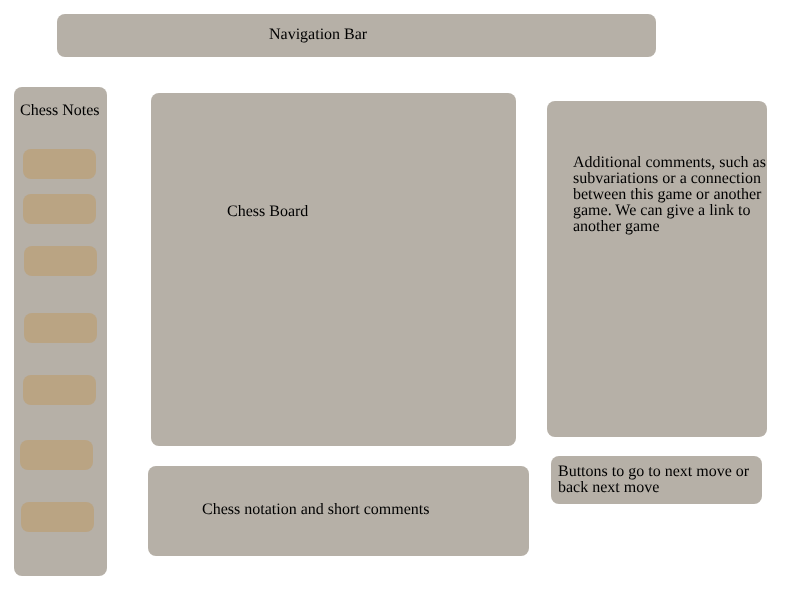 Navigation Bar
Chess Notes
Chess Board
Additional comments, such as
subvariations or a connection
between this game or another
game. We can give a link to
another game
Chess notation and short comments
Buttons to go to next move or
back next move